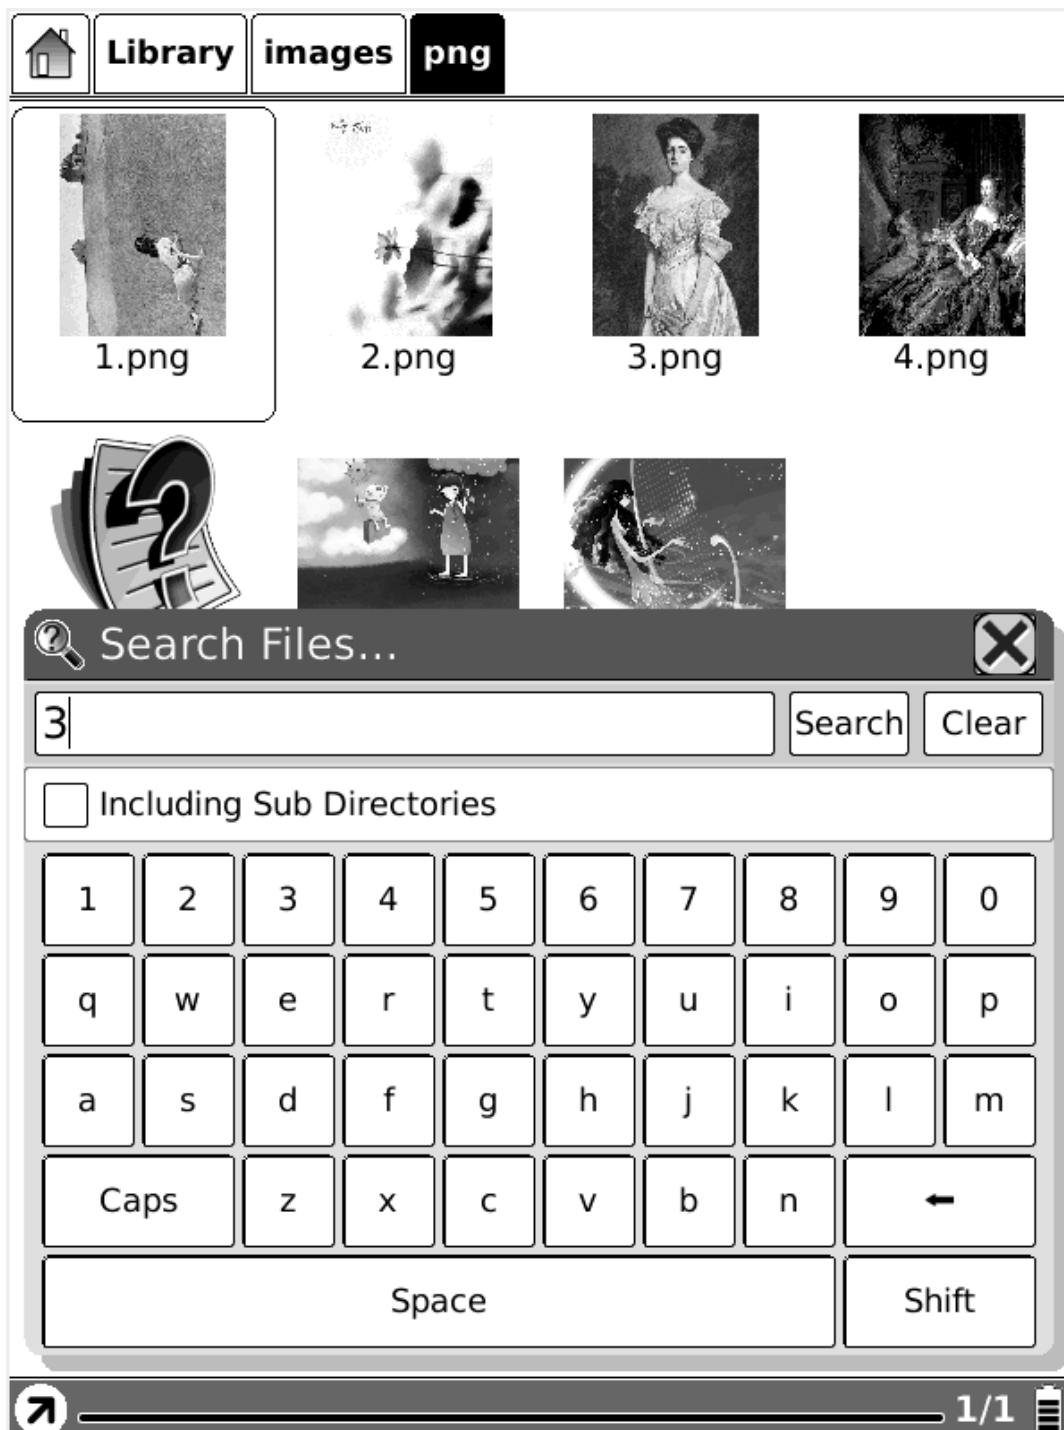 Library images png
1.png 2.png 3.png 4.png
Search Files...
3 Search Clear
Including Sub Directories
1 2 3 4 5 6 7 8 9 0
q w e r t y u i o p
a s d f g h j k l m
Caps z x c v b n ←
Space Shift
1/1